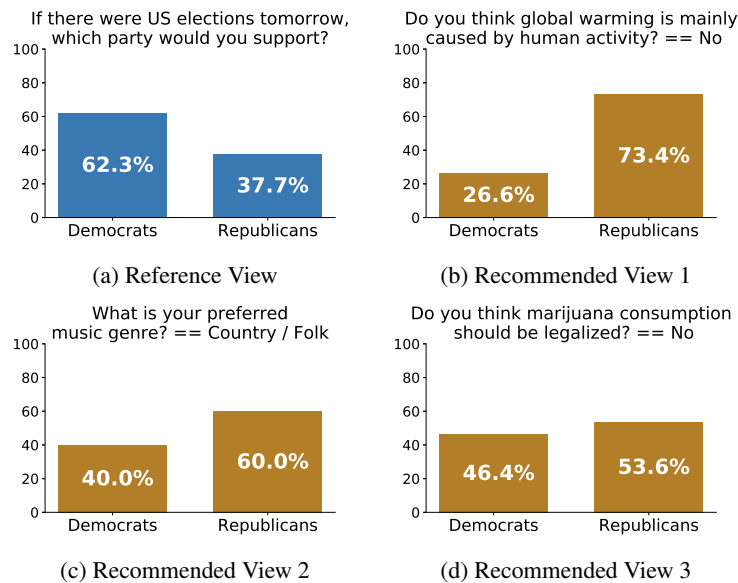 If there were US elections tomorrow,
which party would you support?
100
80
60
40
20
0
62.3%
37.7%
Democrats
Republicans
(a) Reference View
Do you think global warming is mainly
caused by human activity? == No
100
80
60
40
20
0
26.6%
73.4%
Democrats
Republicans
(b) Recommended View 1
What is your preferred
music genre? == Country / Folk
100
80
60
40
20
0
40.0%
60.0%
Democrats
Republicans
(c) Recommended View 2
Do you think marijuana consumption
should be legalized? == No
100
80
60
40
20
0
46.4%
53.6%
Democrats
Republicans
(d) Recommended View 3